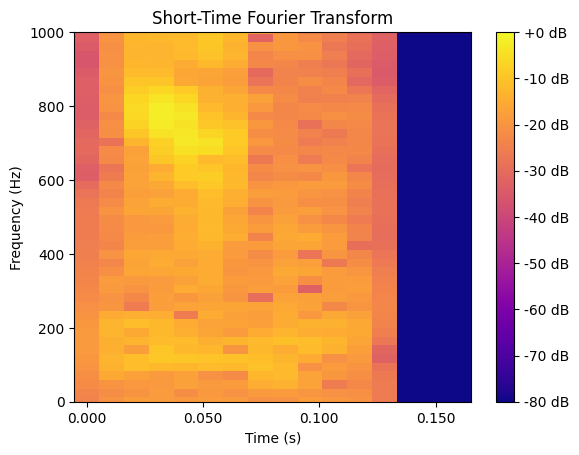 Short-Time Fourier Transform
1000
800
600
400
200
0
Frequency (Hz)
0.000
0.050
0.100
0.150
Time (s)
+0 dB
-10 dB
-20 dB
-30 dB
-40 dB
-50 dB
-60 dB
-70 dB
-80 dB